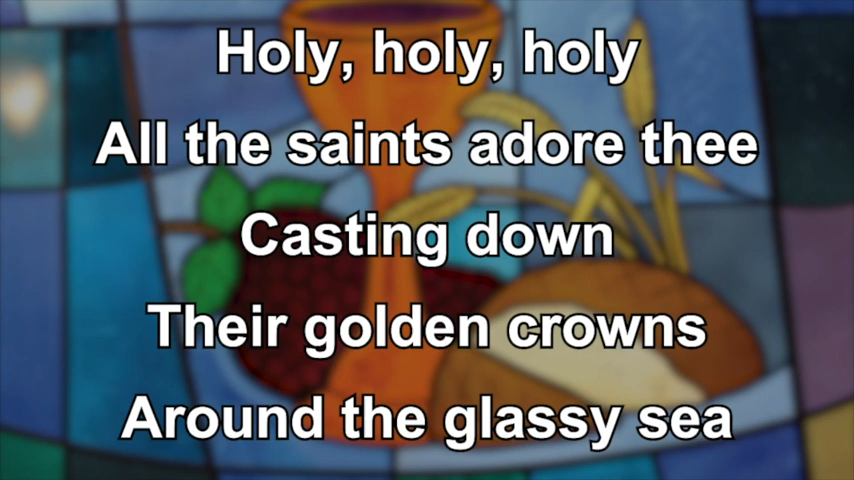 Holy, holy, holy
All the saints adore thee
Casting down
Their golden crowns
Around the glassy sea